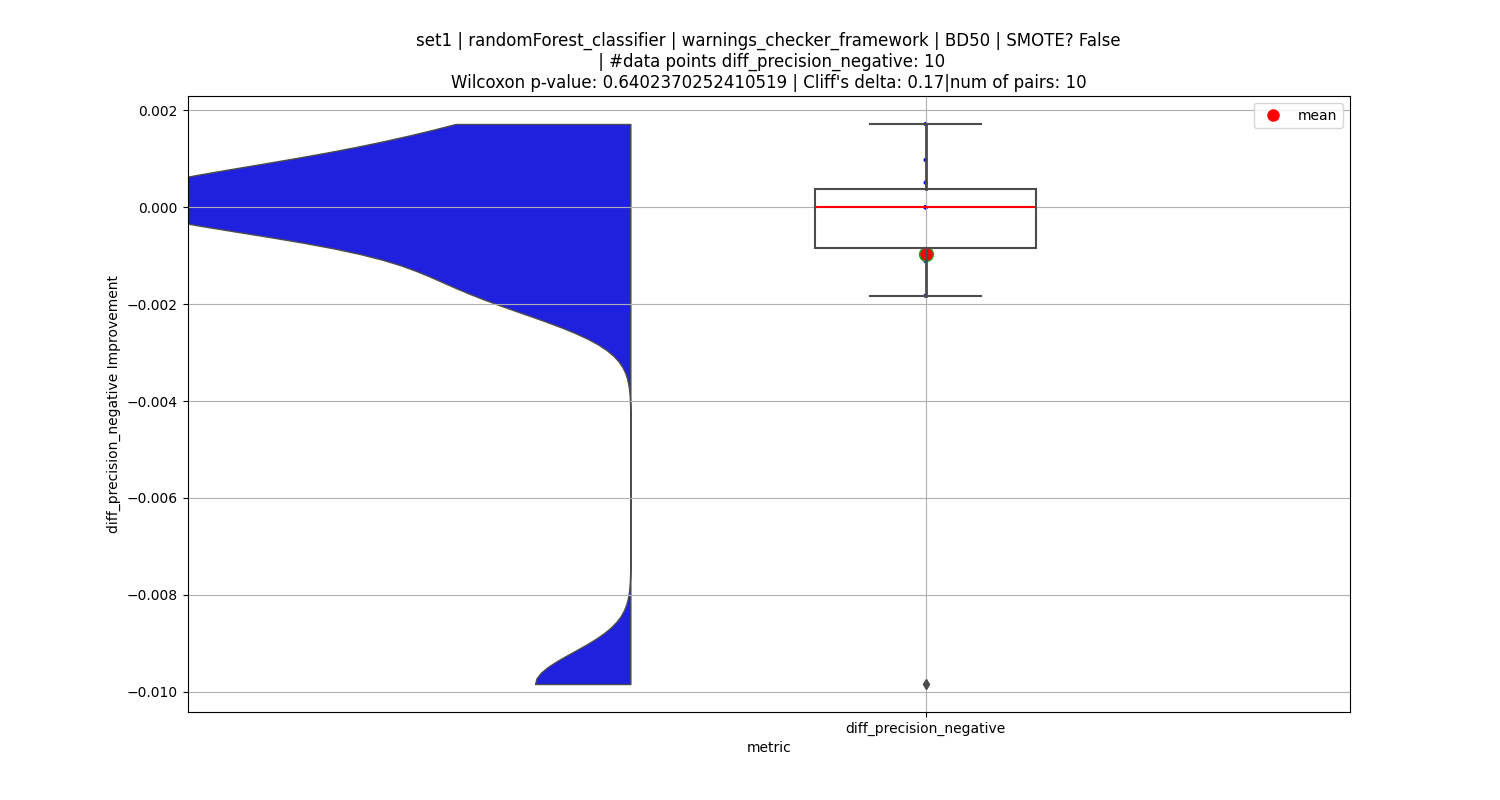 set1 | randomForest_classifier | warnings_checker_framework | BD50 | SMOTE? False
| #data points diff_precision_negative: 10
Wilcoxon p-value: 0.6402370252410519 | Cliff's delta: 0.17|num of pairs: 10
mean
0.002
0.000
−0.002
−0.004
−0.006
−0.008
−0.010
diff_precision_negative Improvement
diff_precision_negative
metric